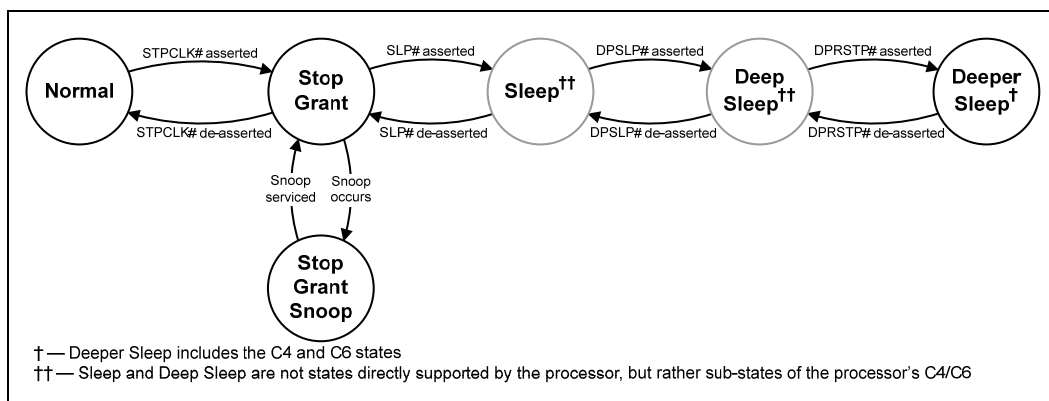 STPCLK# asserted
SLP# asserted
DPSLP# asserted
DPRSTP# asserted
Normal
Stop
Grant
Sleep††
Deep
Sleep††
Deeper
Sleep†
STPCLK# de-asserted
SLP# de-asserted
DPSLP# de-asserted
DPRSTP# de-asserted
Snoop
serviced
Snoop
occurs
Stop
Grant
Snoop
† — Deeper Sleep includes the C4 and C6 states
†† — Sleep and Deep Sleep are not states directly supported by the processor, but rather sub-states of the processor's C4/C6